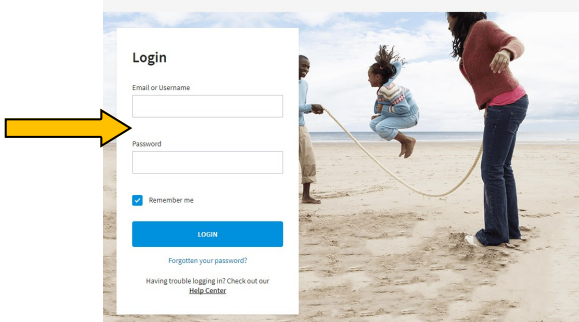 Login
Email or Username
Password
Remember me
LOGIN
Forgotten your password?
Having trouble logging in? Check out our
Help Center